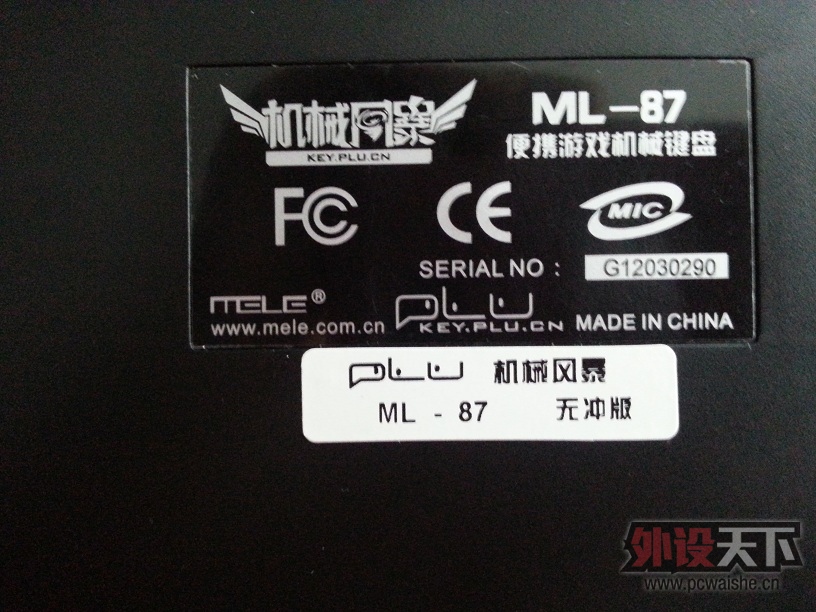 机械风暴
KEY.PLU.CN
ML-87
便携游戏机械键盘
FC
CE
MIC
SERIAL NO : G12030290
MELE®
www.mele.com.cn
PLU
KEY.PLU.CN
MADE IN CHINA
PLU 机械风暴
ML - 87 无冲版
外设天下
www.pcwaishe.cn